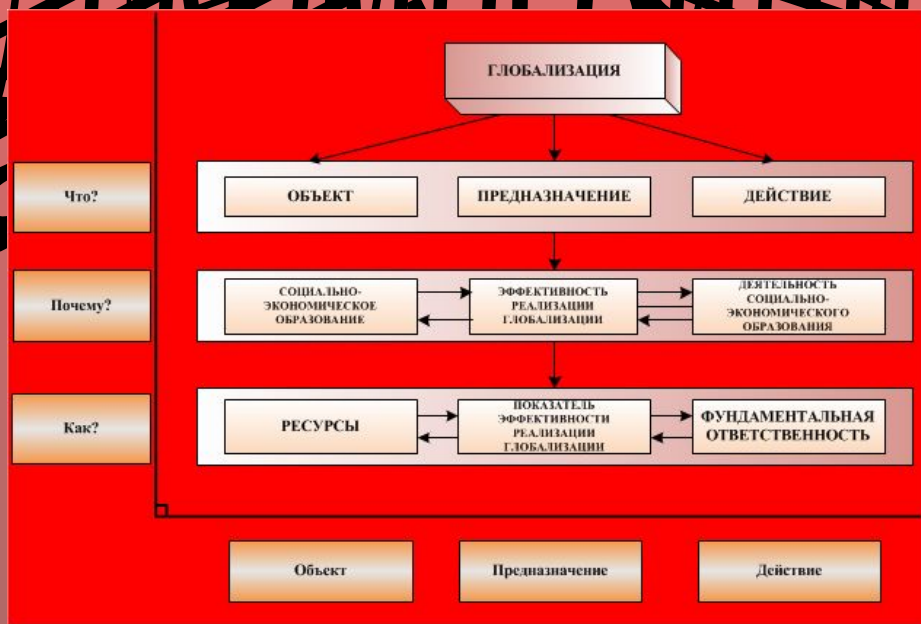 ГЛОБАЛИЗАЦИЯ
Что?
ОБЪЕКТ
ПРЕДНАЗНАЧЕНИЕ
ДЕЙСТВИЕ
Почему?
СОЦИАЛЬНО-
ЭКОНОМИЧЕСКОЕ
ОБРАЗОВАНИЕ
ЭФФЕКТИВНОСТЬ
РЕАЛИЗАЦИИ
ГЛОБАЛИЗАЦИИ
ДЕЯТЕЛЬНОСТЬ
СОЦИАЛЬНО-
ЭКОНОМИЧЕСКОГО
ОБРАЗОВАНИЯ
Как?
РЕСУРСЫ
ПОКАЗАТЕЛЬ
ЭФФЕКТИВНОСТИ
РЕАЛИЗАЦИИ
ГЛОБАЛИЗАЦИИ
ФУНДАМЕНТАЛЬНАЯ
ОТВЕТСТВЕННОСТЬ
Объект
Предназначение
Действие